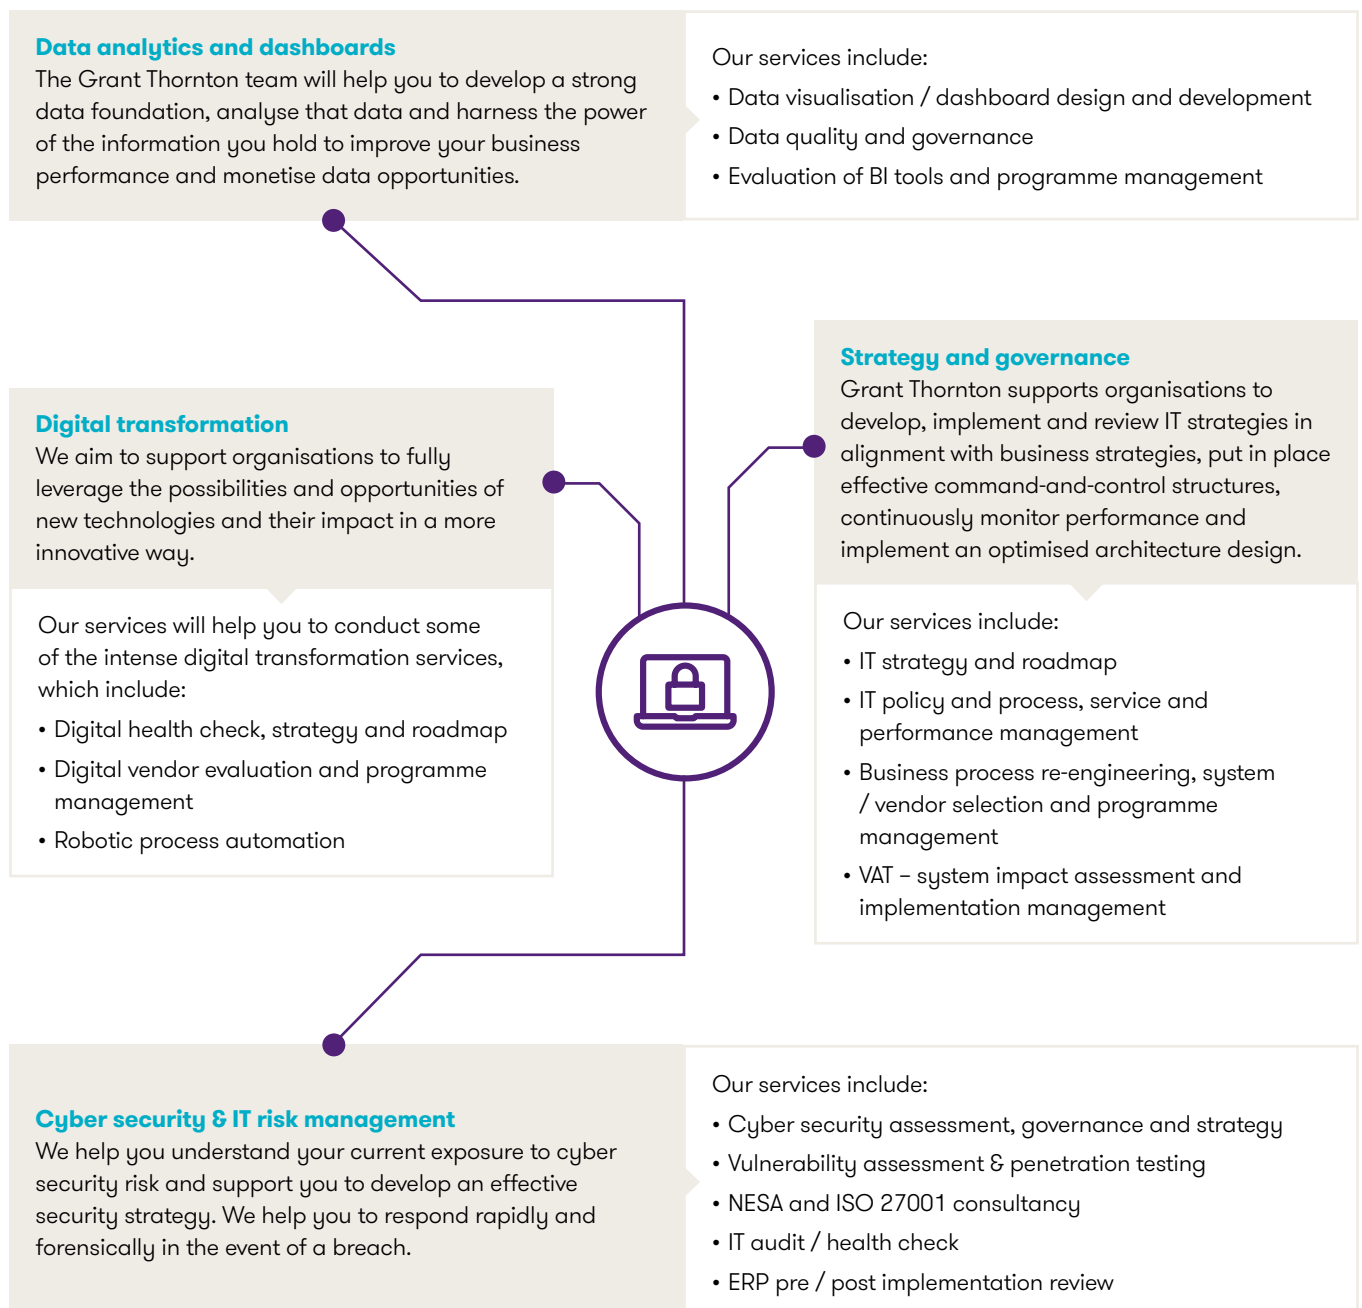 Data analytics and dashboards
The Grant Thornton team will help you to develop a strong
data foundation, analyse that data and harness the power
of the information you hold to improve your business
performance and monetise data opportunities.
Our services include:
• Data visualisation / dashboard design and development
• Data quality and governance
• Evaluation of BI tools and programme management
Digital transformation
We aim to support organisations to fully
leverage the possibilities and opportunities of
new technologies and their impact in a more
innovative way.
Our services will help you to conduct some
of the intense digital transformation services,
which include:
• Digital health check, strategy and roadmap
• Digital vendor evaluation and programme
management
• Robotic process automation
Strategy and governance
Grant Thornton supports organisations to
develop, implement and review IT strategies in
alignment with business strategies, put in place
effective command-and-control structures,
continuously monitor performance and
implement an optimised architecture design.
Our services include:
• IT strategy and roadmap
• IT policy and process, service and
performance management
• Business process re-engineering, system
/ vendor selection and programme
management
• VAT – system impact assessment and
implementation management
Cyber security & IT risk management
We help you understand your current exposure to cyber
security risk and support you to develop an effective
security strategy. We help you to respond rapidly and
forensically in the event of a breach.
Our services include:
• Cyber security assessment, governance and strategy
• Vulnerability assessment & penetration testing
• NESA and ISO 27001 consultancy
• IT audit / health check
• ERP pre / post implementation review